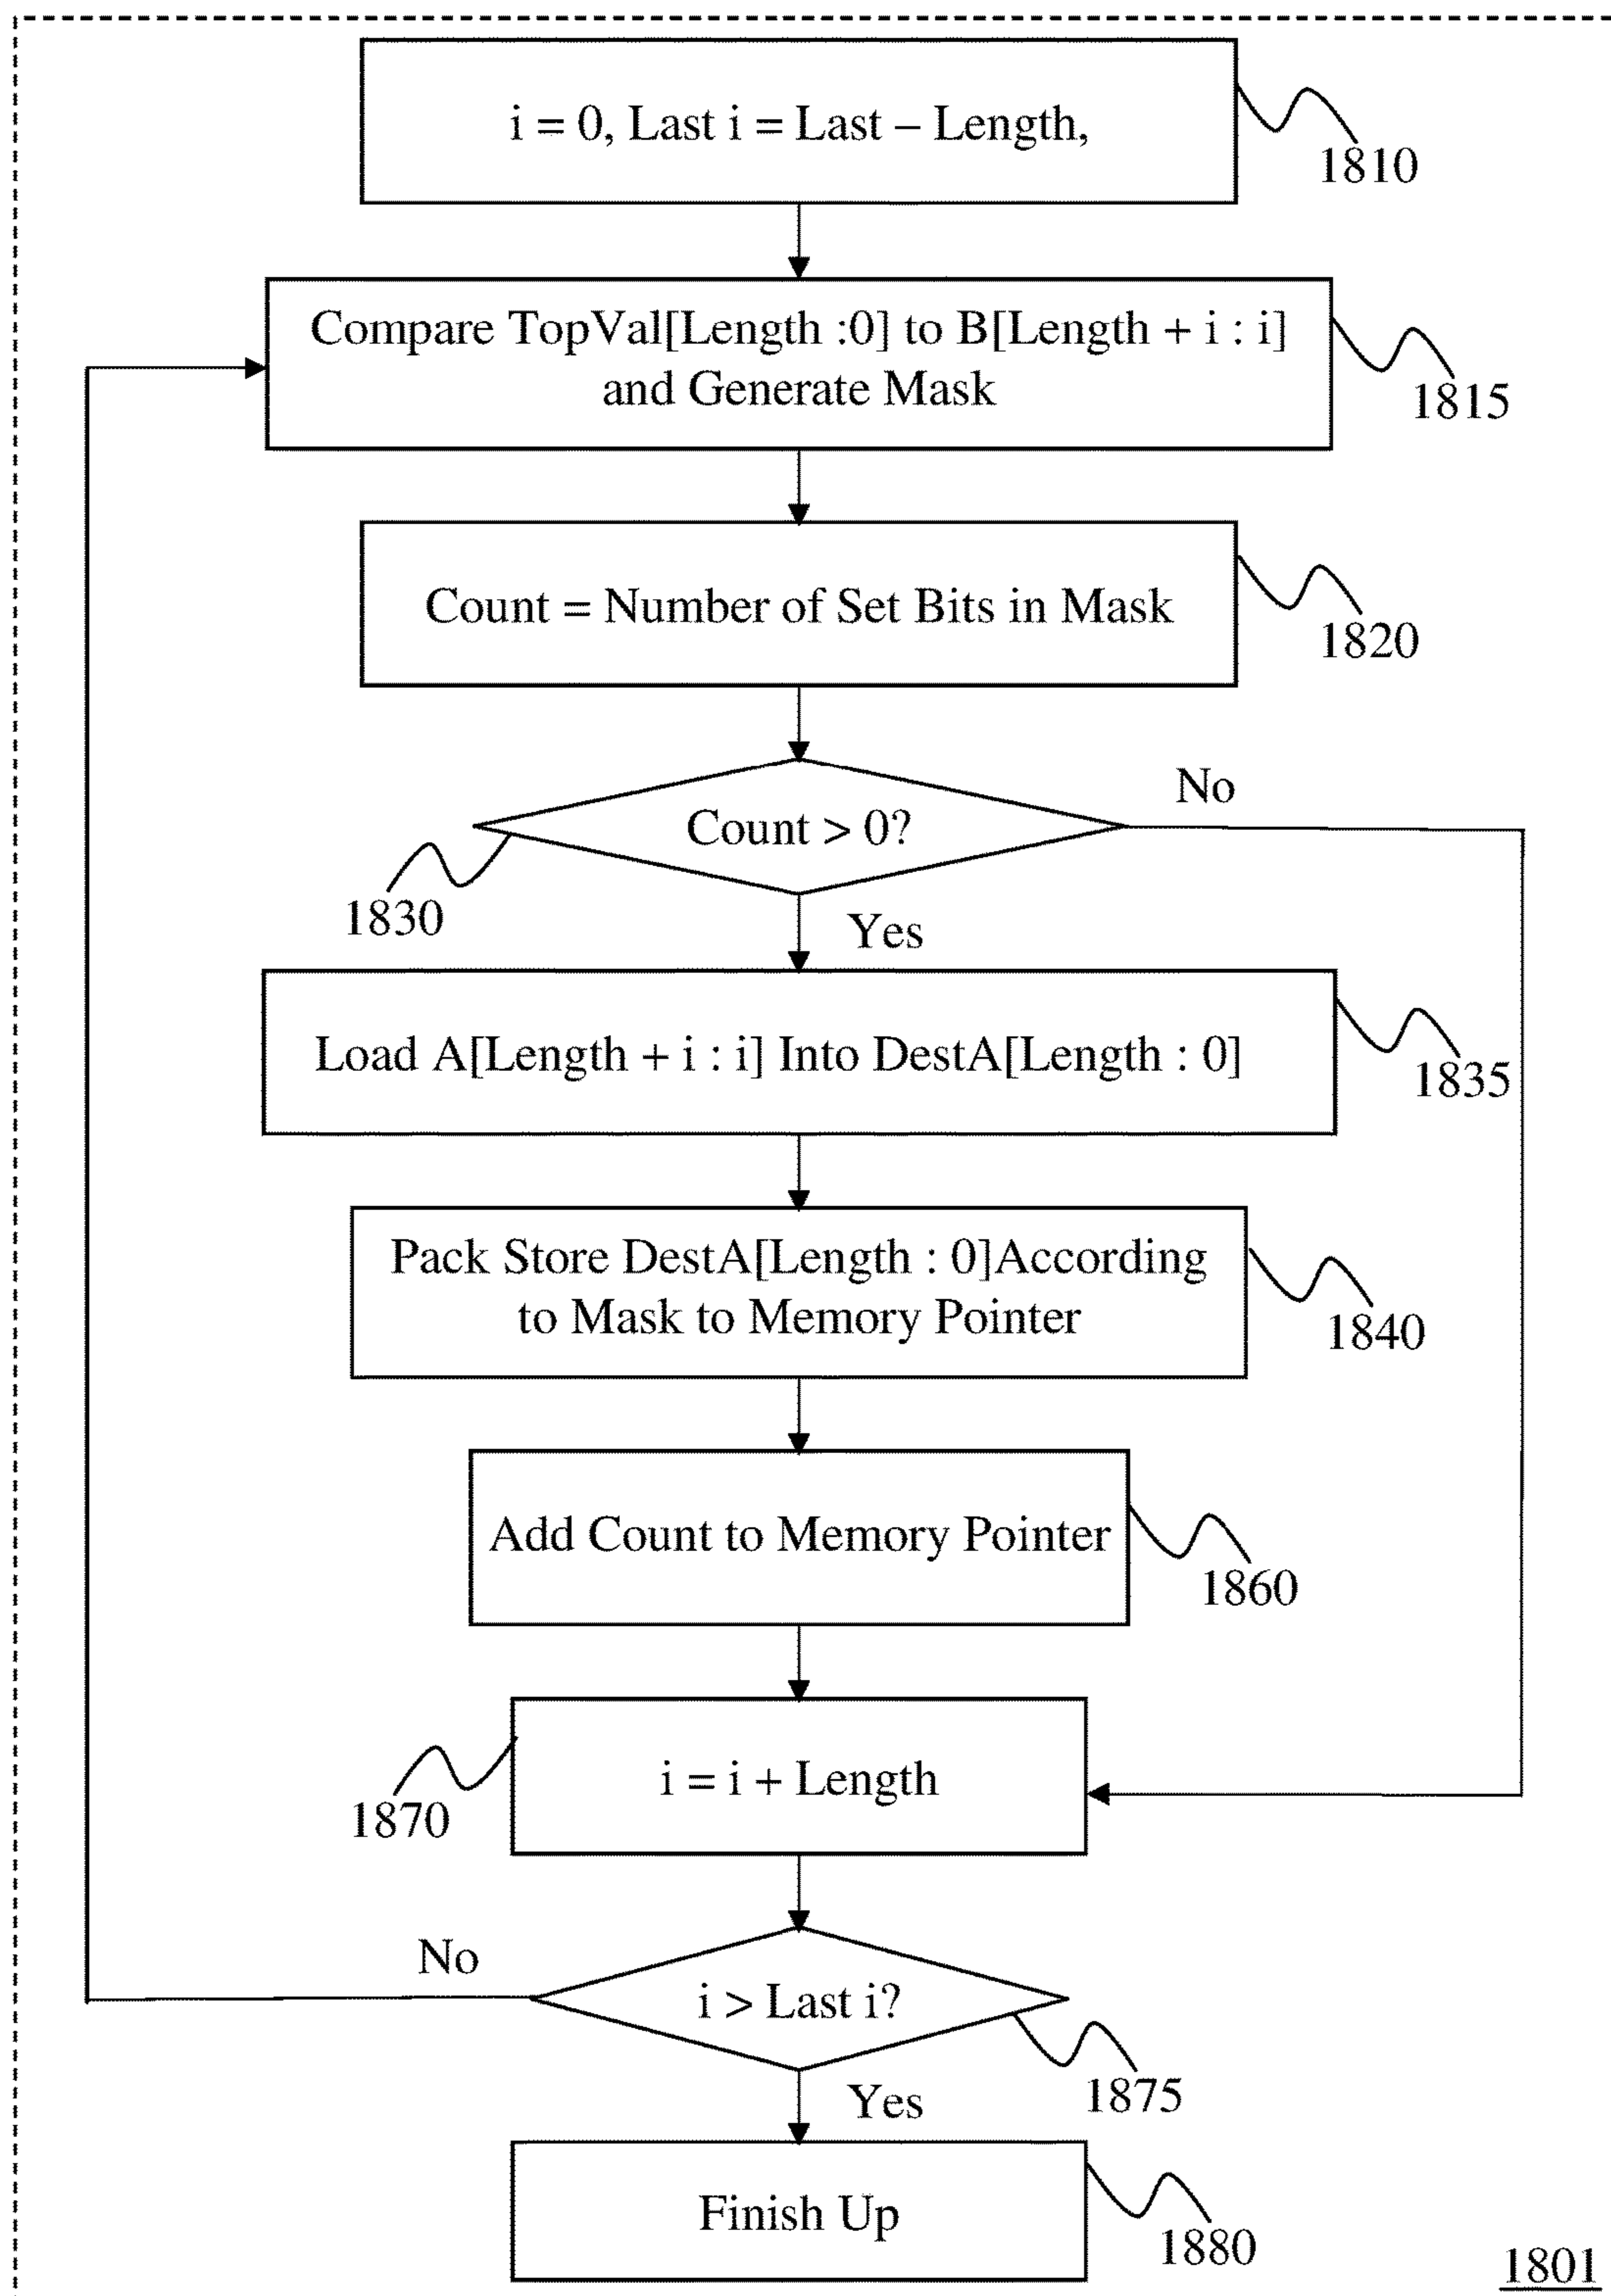 i = 0, Last i = Last – Length,
1810
Compare TopVal[Length :0] to B[Length + i : i]
and Generate Mask
1815
Count = Number of Set Bits in Mask
1820
Count > 0?
No
1830
Yes
Load A[Length + i : i] Into DestA[Length : 0]
1835
Pack Store DestA[Length : 0]According
to Mask to Memory Pointer
1840
Add Count to Memory Pointer
1860
i = i + Length
1870
No
i > Last i?
1875
Yes
Finish Up
1880
1801